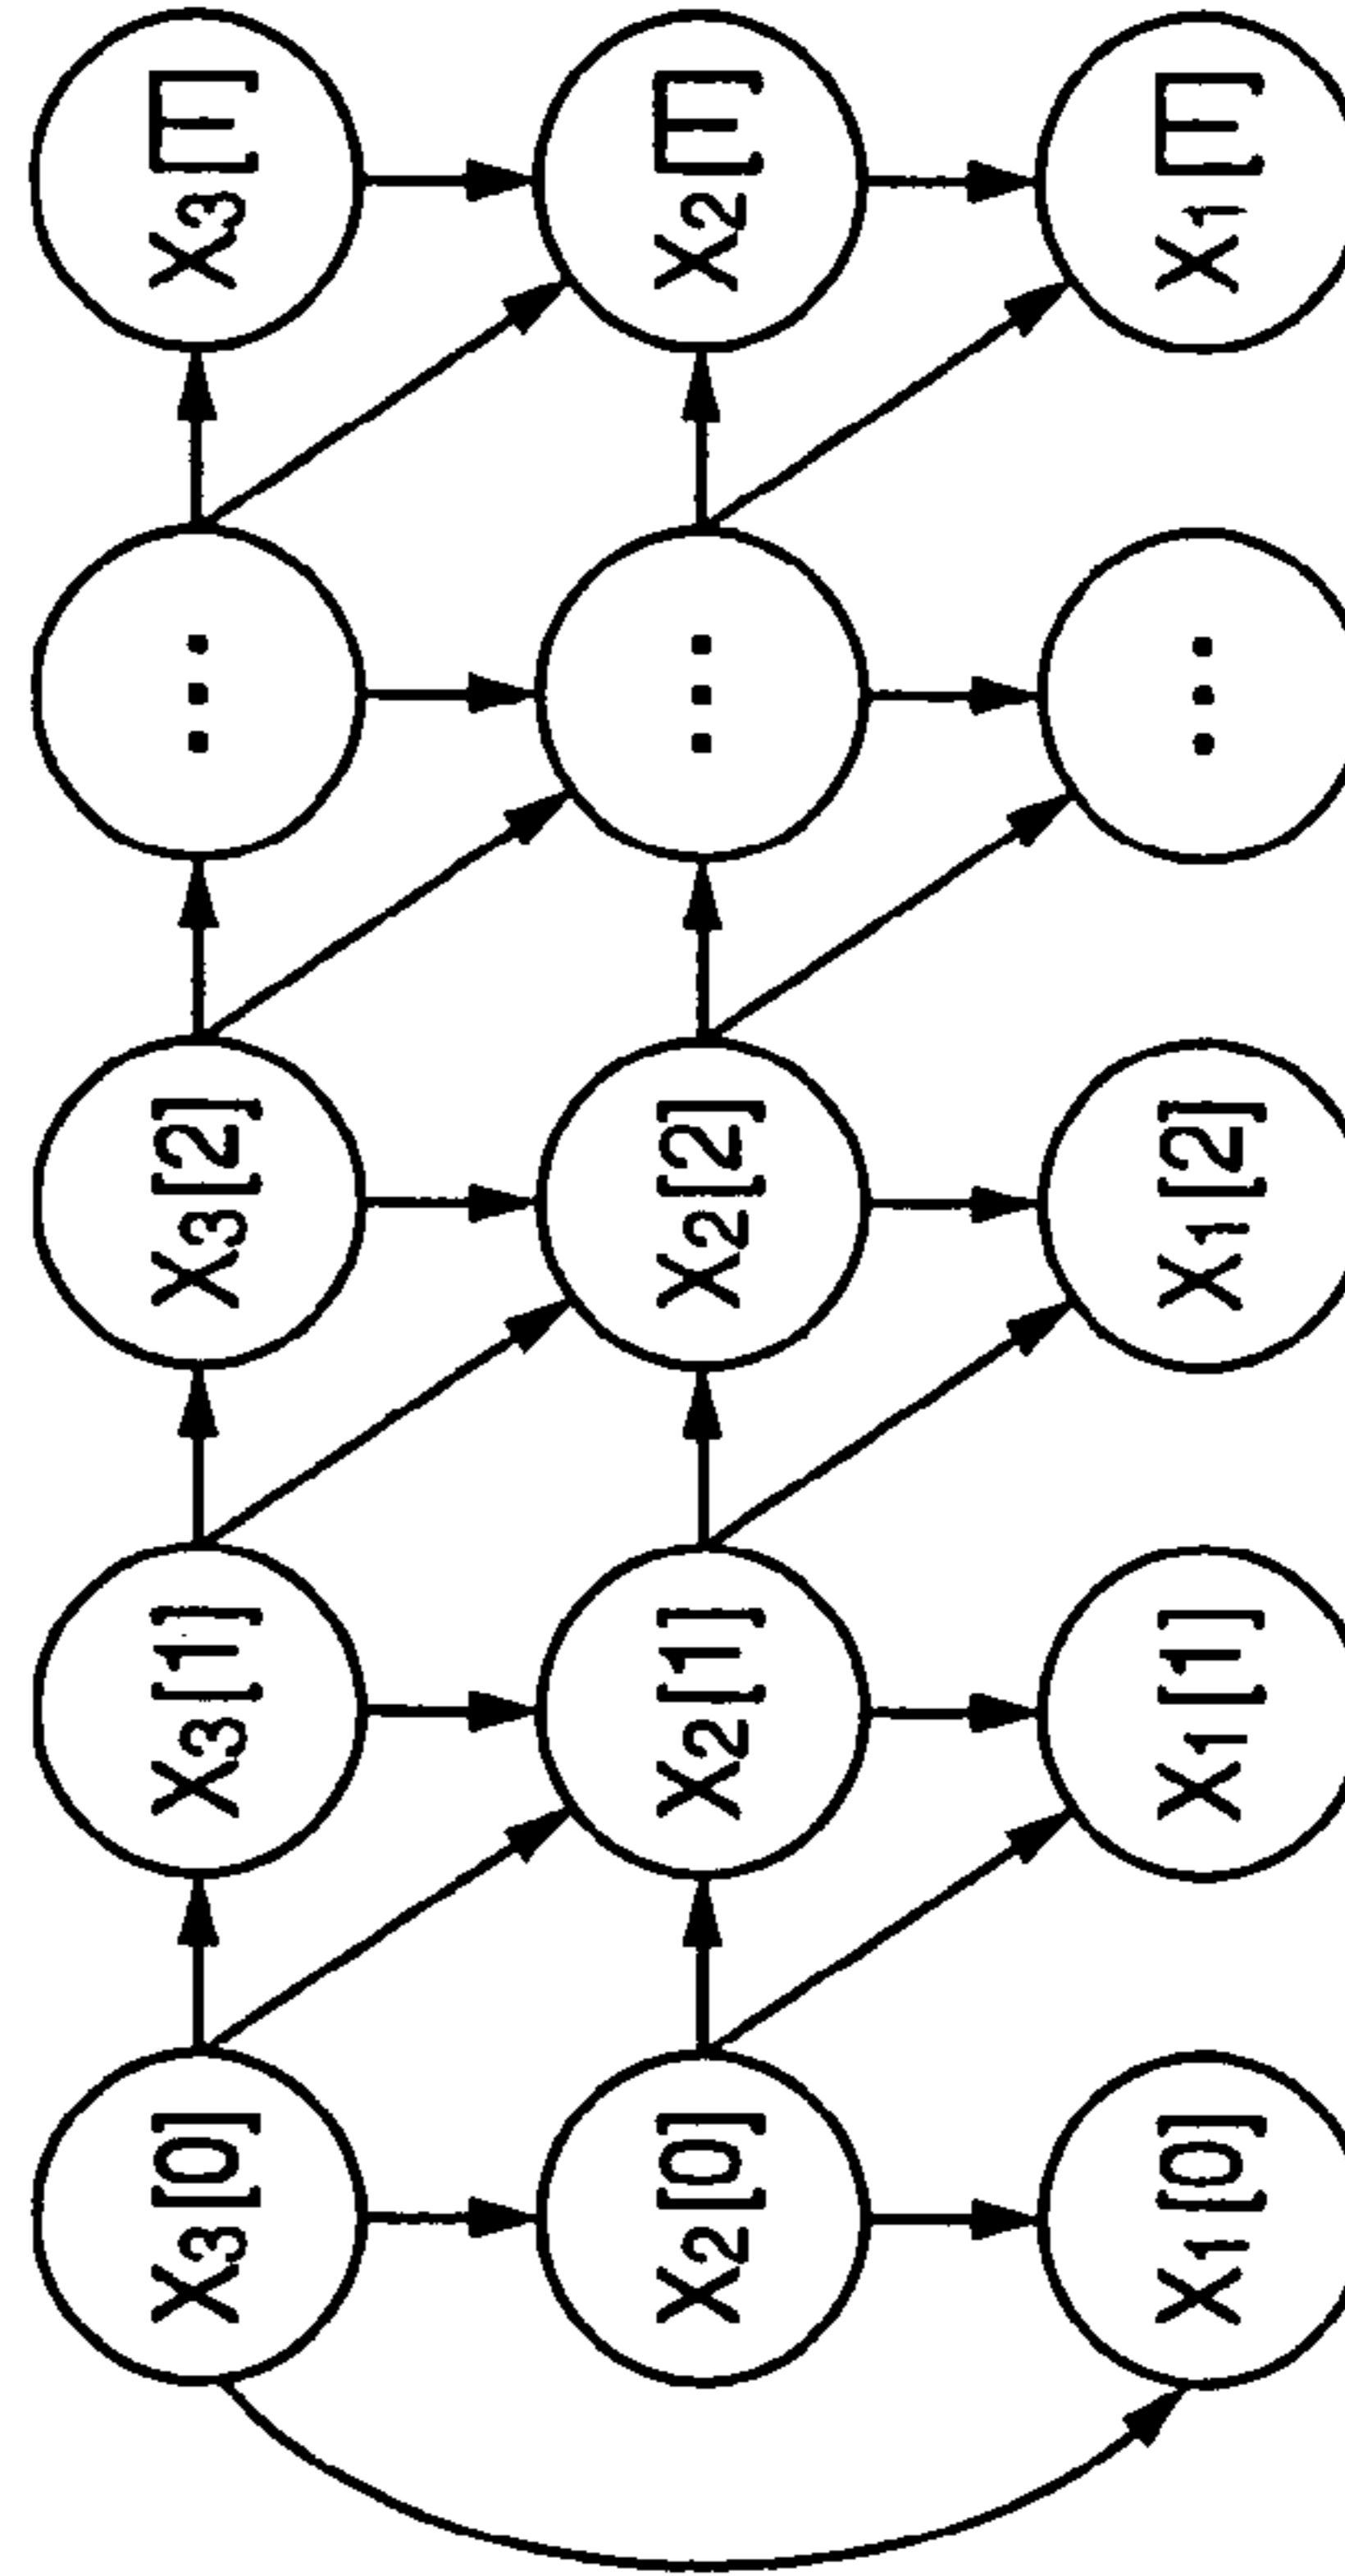 x3[0] x3[1] x3[2] ... x3[m]
x2[0] x2[1] x2[2] ... x2[m]
x1[0] x1[1] x1[2] ... x1[m]